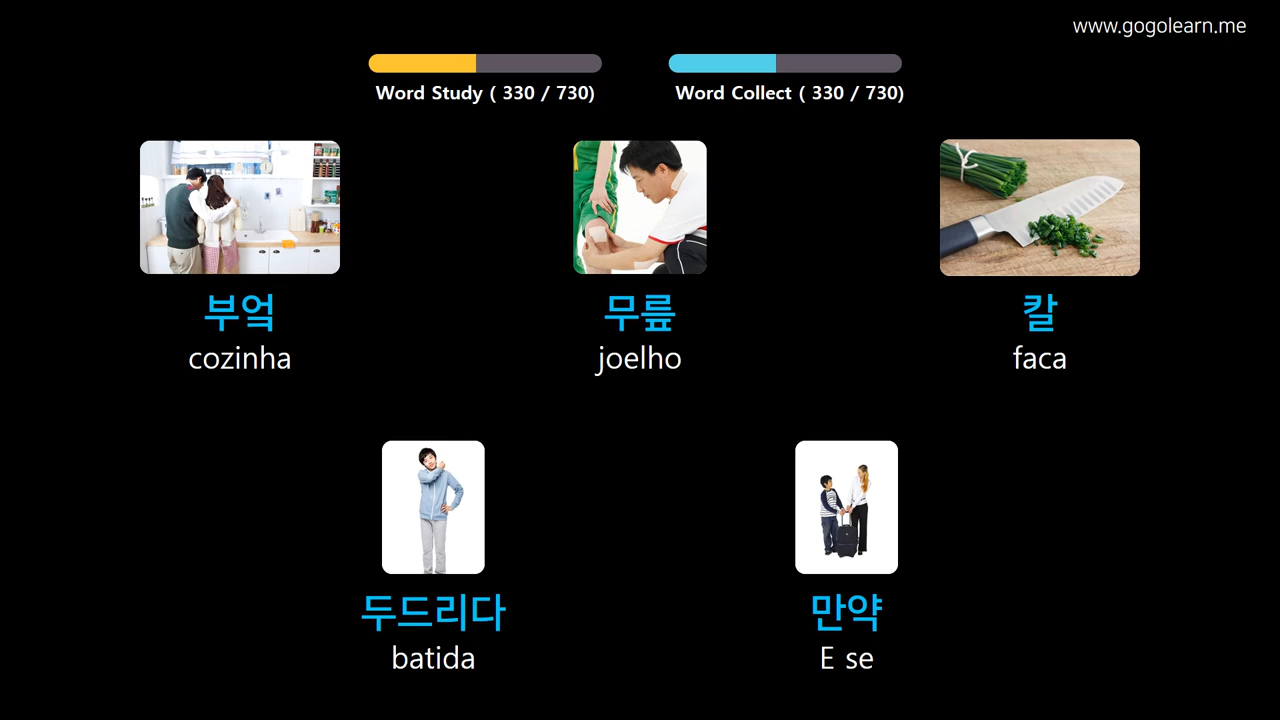 www.gogolearn.me
Word Study ( 330 / 730)
Word Collect ( 330 / 730)
부엌
cozinha
무릎
joelho
칼
faca
두드리다
batida
만약
E se